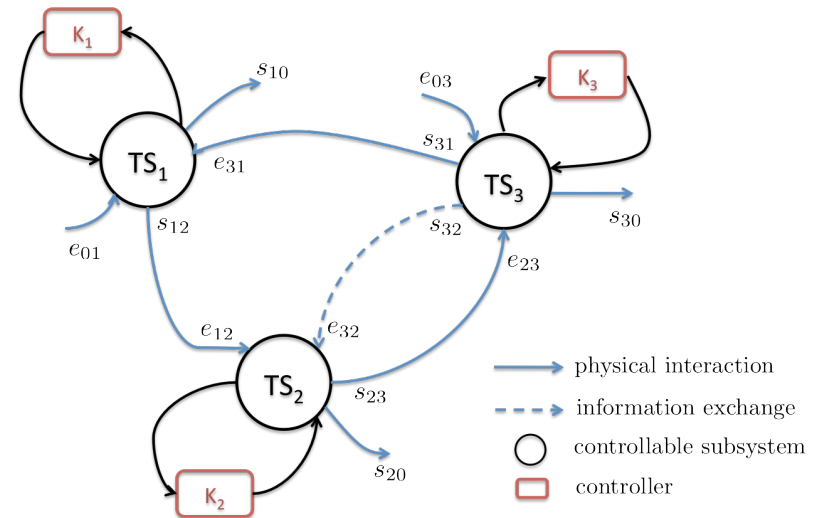 K₁
s₁₀
e₀₃
K₃
TS₁
s₃₁
e₃₁
TS₃
s₁₂
s₃₂
s₃₀
e₀₁
e₂₃
e₁₂
e₃₂
physical interaction
TS₂
s₂₃
information exchange
controllable subsystem
s₂₀
controller
K₂